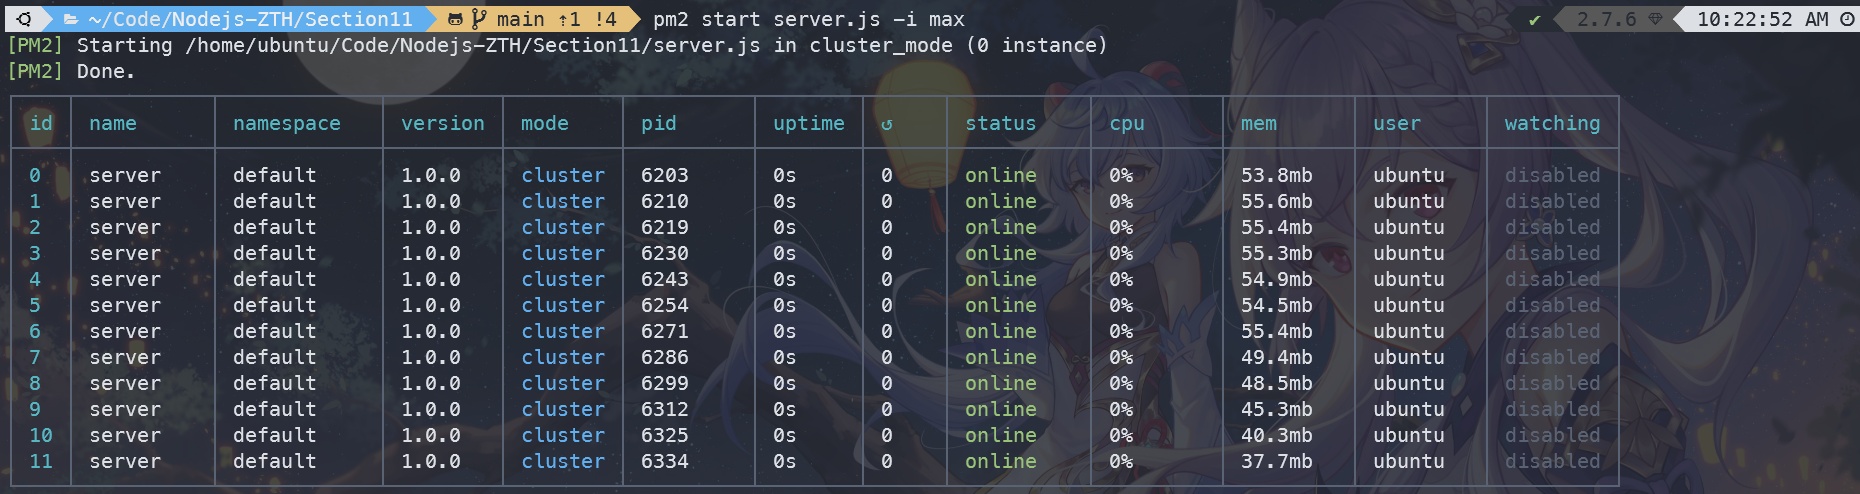 ~/Code/Nodejs-ZTH/Section11 main ⇡1 !4 pm2 start server.js -i max ✔ 2.7.6 10:22:52 AM
[PM2] Starting /home/ubuntu/Code/Nodejs-ZTH/Section11/server.js in cluster_mode (0 instance)
[PM2] Done.
id name namespace version mode pid uptime ↺ status cpu mem user watching
0 server default 1.0.0 cluster 6203 0s 0 online 0% 53.8mb ubuntu disabled
1 server default 1.0.0 cluster 6210 0s 0 online 0% 55.6mb ubuntu disabled
2 server default 1.0.0 cluster 6219 0s 0 online 0% 55.4mb ubuntu disabled
3 server default 1.0.0 cluster 6230 0s 0 online 0% 55.3mb ubuntu disabled
4 server default 1.0.0 cluster 6243 0s 0 online 0% 54.9mb ubuntu disabled
5 server default 1.0.0 cluster 6254 0s 0 online 0% 54.5mb ubuntu disabled
6 server default 1.0.0 cluster 6271 0s 0 online 0% 55.4mb ubuntu disabled
7 server default 1.0.0 cluster 6286 0s 0 online 0% 49.4mb ubuntu disabled
8 server default 1.0.0 cluster 6299 0s 0 online 0% 48.5mb ubuntu disabled
9 server default 1.0.0 cluster 6312 0s 0 online 0% 45.3mb ubuntu disabled
10 server default 1.0.0 cluster 6325 0s 0 online 0% 40.3mb ubuntu disabled
11 server default 1.0.0 cluster 6334 0s 0 online 0% 37.7mb ubuntu disabled